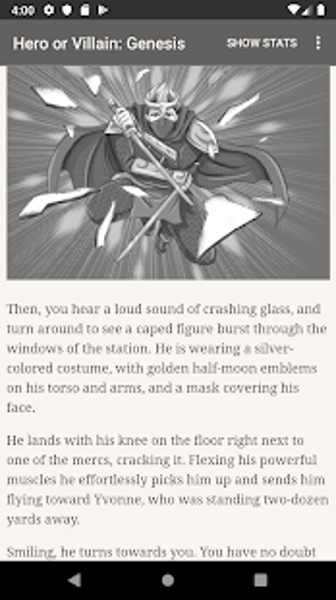 4:00
Hero or Villain: Genesis SHOW STATS
Then, you hear a loud sound of crashing glass, and
turn around to see a caped figure burst through the
windows of the station. He is wearing a silver-
colored costume, with golden half-moon emblems
on his torso and arms, and a mask covering his
face.
He lands with his knee on the floor right next to
one of the mercs, cracking it. Flexing his powerful
muscles he effortlessly picks him up and sends him
flying toward Yvonne, who was standing two-dozen
yards away.
Smiling, he turns towards you. You have no doubt